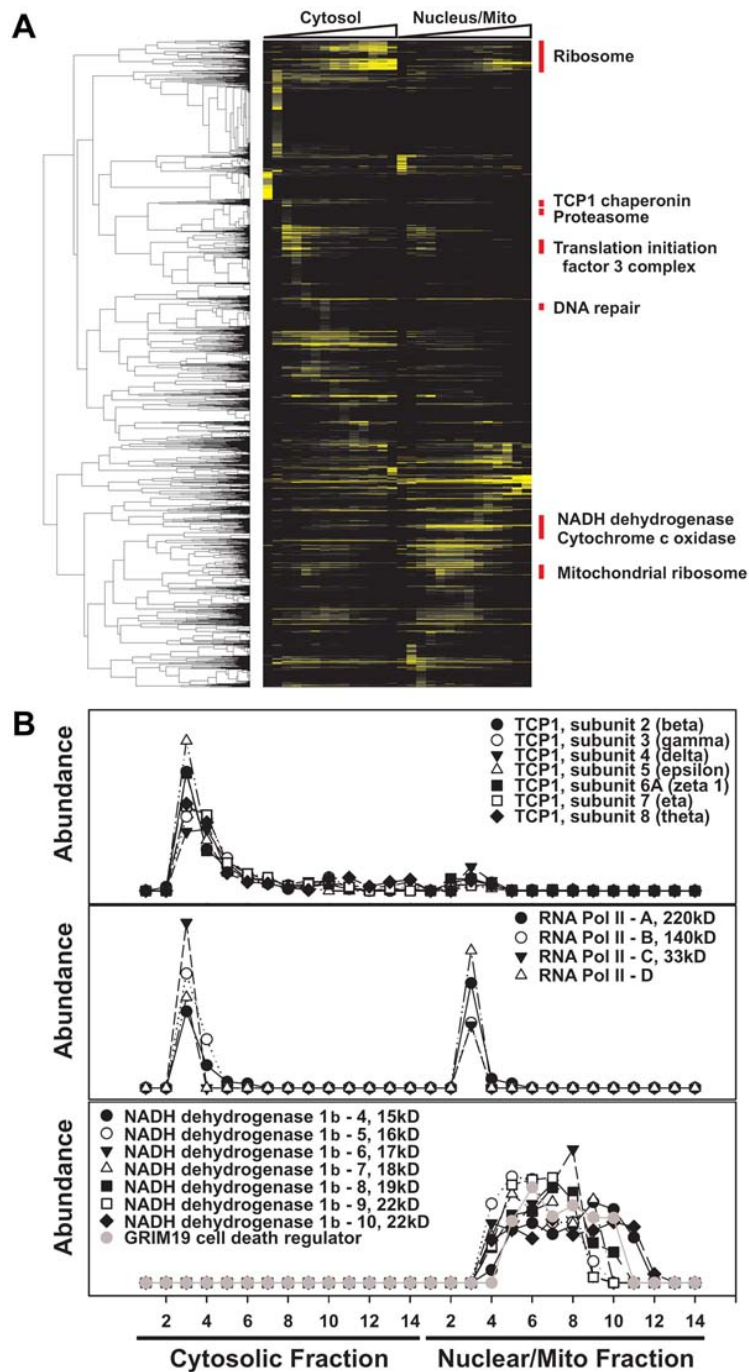 A
Cytosol Nucleus/Mito
Ribosome
TCP1 chaperonin
Proteasome
Translation initiation
factor 3 complex
DNA repair
NADH dehydrogenase
Cytochrome c oxidase
Mitochondrial ribosome
B
Abundance
TCP1, subunit 2 (beta)
TCP1, subunit 3 (gamma)
TCP1, subunit 4 (delta)
TCP1, subunit 5 (epsilon)
TCP1, subunit 6A (zeta 1)
TCP1, subunit 7 (eta)
TCP1, subunit 8 (theta)
Abundance
RNA Pol II - A, 220kD
RNA Pol II - B, 140kD
RNA Pol II - C, 33kD
RNA Pol II - D
Abundance
NADH dehydrogenase 1b - 4, 15kD
NADH dehydrogenase 1b - 5, 16kD
NADH dehydrogenase 1b - 6, 17kD
NADH dehydrogenase 1b - 7, 18kD
NADH dehydrogenase 1b - 8, 19kD
NADH dehydrogenase 1b - 9, 22kD
NADH dehydrogenase 1b - 10, 22kD
GRIM19 cell death regulator
2 4 6 8 10 12 14 2 4 6 8 10 12 14
Cytosolic Fraction Nuclear/Mito Fraction